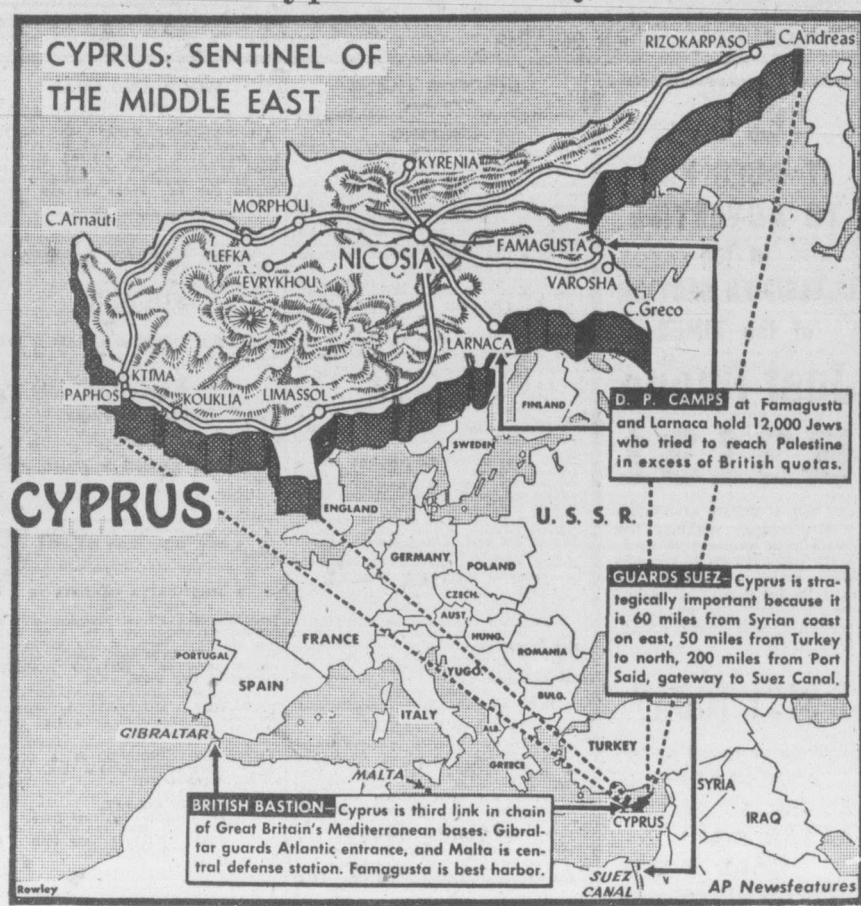 CYPRUS: SENTINEL OF
THE MIDDLE EAST
RIZOKARPASO
C.Andreas
KYRENIA
MORPHOU
C.Arnauti
LEFKA
NICOSIA
FAMAGUSTA
EVRYKHOU
VAROSHA
C.Greco
LARNACA
KTIMA
PAPHOS
KOUKLIA
LIMASSOL
FINLAND
D. P. CAMPS at Famagusta
and Larnaca hold 12,000 Jews
who tried to reach Palestine
in excess of British quotas.
SWEDEN
CYPRUS
ENGLAND
U. S. S. R.
GERMANY
POLAND
GUARDS SUEZ— Cyprus is stra-
tegically important because it
is 60 miles from Syrian coast
on east, 50 miles from Turkey
to north, 200 miles from Port
Said, gateway to Suez Canal.
CZECH.
AUST.
HUNG.
FRANCE
ROMANIA
PORTUGAL
YUGO.
SPAIN
BULG.
ITALY
ALB.
GIBRALTAR
TURKEY
GREECE
MALTA
SYRIA
BRITISH BASTION— Cyprus is third link in chain
of Great Britain's Mediterranean bases. Gibral-
tar guards Atlantic entrance, and Malta is cen-
tral defense station. Famagusta is best harbor.
CYPRUS
IRAQ
SUEZ
CANAL
Rowley
AP Newsfeatures